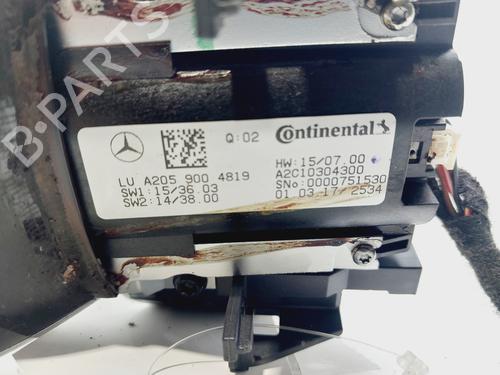 Q:02 Continental
LU A205 900 4819
SW1:15/36.03
SW2:14/38.00
HW:15/07.00
A2C10304300
SNo:0000751530
01 03.17/ 2534
B-Parts